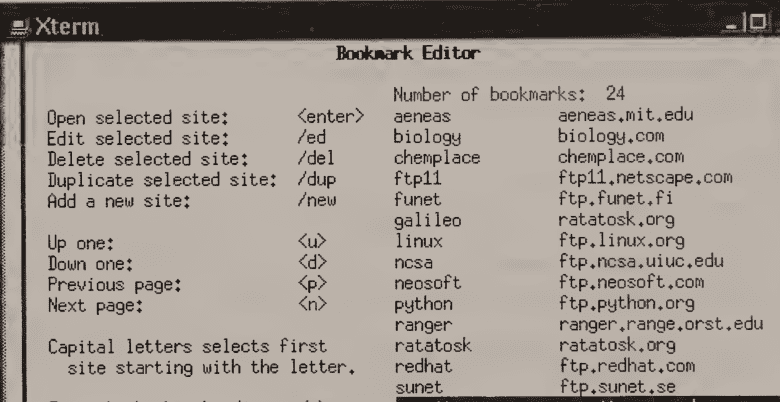 Xterm
Bookmark Editor
Number of bookmarks: 24
Open selected site: <enter> aeneas aeneas.mit.edu
Edit selected site: /ed biology biology.com
Delete selected site: /del chemplace chemplace.com
Duplicate selected site: /dup ftp11 ftp11.netscape.com
Add a new site: /new funet ftp.funet.fi
galileo ratatosk.org
Up one: <u> linux ftp.linux.org
Down one: <d> ncsa ftp.ncsa.uiuc.edu
Previous page: <p> neosoft ftp.neosoft.com
Next page: <n> python ftp.python.org
ranger ranger.range.orst.edu
Capital letters selects first ratatosk ratatosk.org
site starting with the letter. redhat ftp.redhat.com
sunet ftp.sunet.se